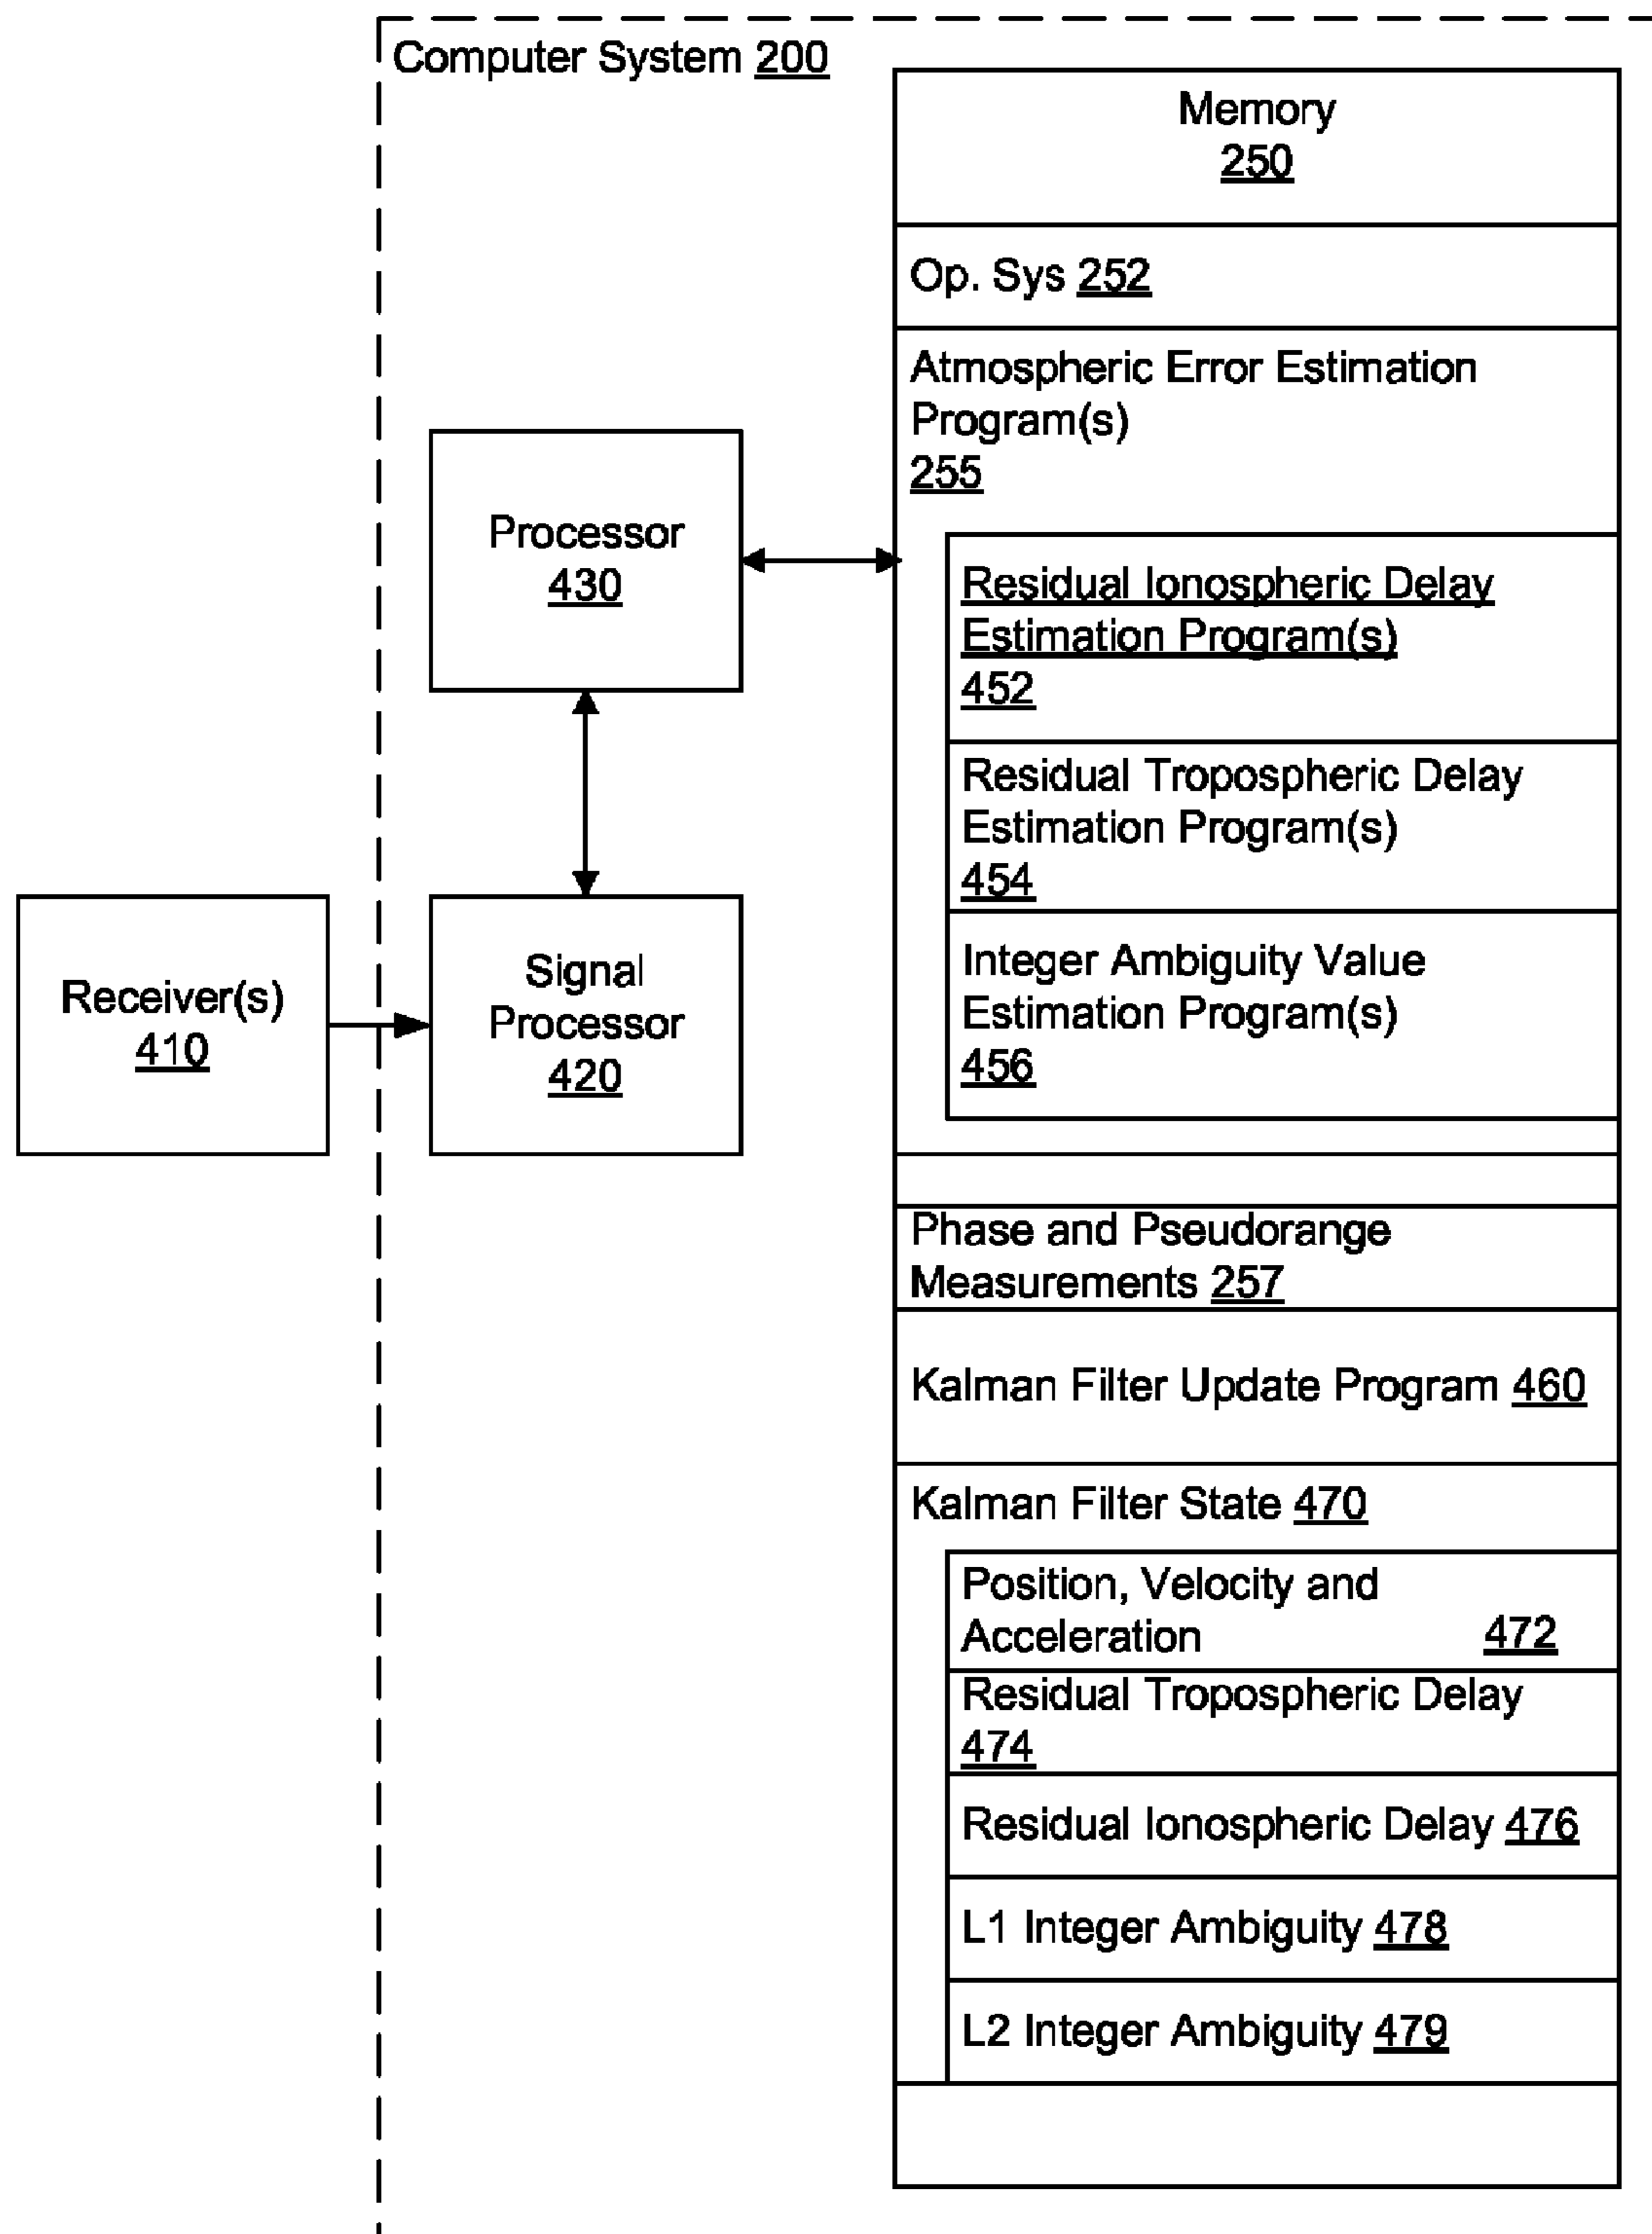 Computer System 200
Memory
250
Op. Sys 252
Atmospheric Error Estimation
Program(s)
255
Residual Ionospheric Delay
Estimation Program(s)
452
Residual Tropospheric Delay
Estimation Program(s)
454
Integer Ambiguity Value
Estimation Program(s)
456
Processor
430
Receiver(s)
410
Signal
Processor
420
Phase and Pseudorange
Measurements 257
Kalman Filter Update Program 460
Kalman Filter State 470
Position, Velocity and
Acceleration 472
Residual Tropospheric Delay
474
Residual Ionospheric Delay 476
L1 Integer Ambiguity 478
L2 Integer Ambiguity 479